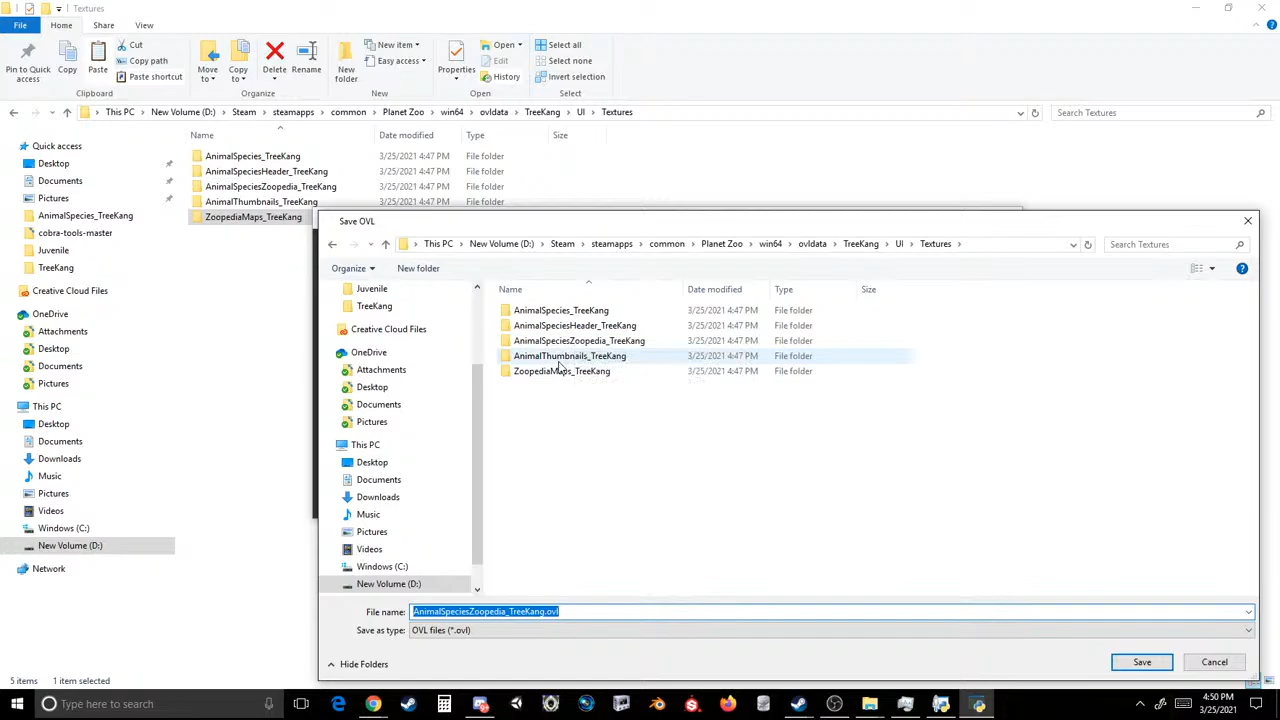 Textures
File
Home
Share
View
Pin to Quick access
Copy
Paste
Cut
Copy path
Paste shortcut
Clipboard
Move to
Copy to
Delete
Rename
Organize
New folder
New item
Easy access
New
Properties
Open
Edit
History
Open
Select all
Select none
Invert selection
Select
This PC > New Volume (D:) > Steam > steamapps > common > Planet Zoo > win64 > ovldata > TreeKang > UI > Textures
Search Textures
Name Date modified Type Size
Quick access
Desktop
Documents
Pictures
AnimalSpecies_TreeKang
cobra-tools-master
Juvenile
TreeKang
Creative Cloud Files
OneDrive
Attachments
Desktop
Documents
Pictures
This PC
Desktop
Documents
Downloads
Music
Pictures
Videos
Windows (C:)
New Volume (D:)
Network
AnimalSpecies_TreeKang 3/25/2021 4:47 PM File folder
AnimalSpeciesHeader_TreeKang 3/25/2021 4:47 PM File folder
AnimalSpeciesZoopedia_TreeKang 3/25/2021 4:47 PM File folder
AnimalThumbnails_TreeKang 3/25/2021 4:47 PM File folder
ZoopediaMaps_TreeKang
Save OVL
This PC > New Volume (D:) > Steam > steamapps > common > Planet Zoo > win64 > ovldata > TreeKang > UI > Textures >
Search Textures
Organize
New folder
Juvenile
TreeKang
Creative Cloud Files
OneDrive
Attachments
Desktop
Documents
Pictures
This PC
Desktop
Documents
Downloads
Music
Pictures
Videos
Windows (C:)
New Volume (D:)
Name Date modified Type Size
AnimalSpecies_TreeKang 3/25/2021 4:47 PM File folder
AnimalSpeciesHeader_TreeKang 3/25/2021 4:47 PM File folder
AnimalSpeciesZoopedia_TreeKang 3/25/2021 4:47 PM File folder
AnimalThumbnails_TreeKang 3/25/2021 4:47 PM File folder
ZoopediaMaps_TreeKang 3/25/2021 4:47 PM File folder
File name: AnimalSpeciesZoopedia_TreeKang.ovl
Save as type: OVL files (*.ovl)
Hide Folders
Save
Cancel
5 items 1 item selected
Type here to search
4:50 PM
3/25/2021